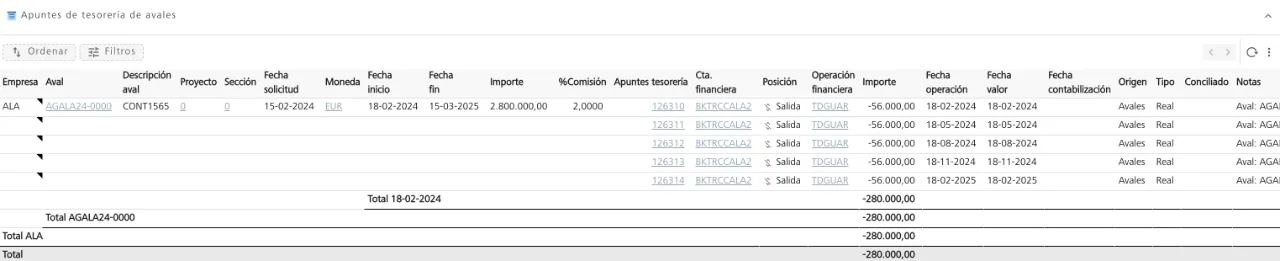 Apuntes de tesorería de avales
Ordenar Filtros
Empresa Aval Descripción aval Proyecto Sección Fecha solicitud Moneda Fecha inicio Fecha fin Importe %Comisión Apuntes tesorería Cta. financiera Posición Operación financiera Importe Fecha operación Fecha valor Fecha contabilización Origen Tipo Conciliado Notas
ALA AGALA24-0000 CONT1565 0 0 15-02-2024 EUR 18-02-2024 15-03-2025 2.800.000,00 2,0000 126310 BKTRCCALA2 Salida TDGUAR -56.000,00 18-02-2024 18-02-2024 Avales Real Aval: AGAL
126311 BKTRCCALA2 Salida TDGUAR -56.000,00 18-05-2024 18-05-2024 Avales Real Aval: AGAL
126312 BKTRCCALA2 Salida TDGUAR -56.000,00 18-08-2024 18-08-2024 Avales Real Aval: AGAL
126313 BKTRCCALA2 Salida TDGUAR -56.000,00 18-11-2024 18-11-2024 Avales Real Aval: AGAL
126314 BKTRCCALA2 Salida TDGUAR -56.000,00 18-02-2025 18-02-2025 Avales Real Aval: AGAL
Total 18-02-2024 -280.000,00
Total AGALA24-0000 -280.000,00
Total ALA -280.000,00
Total -280.000,00